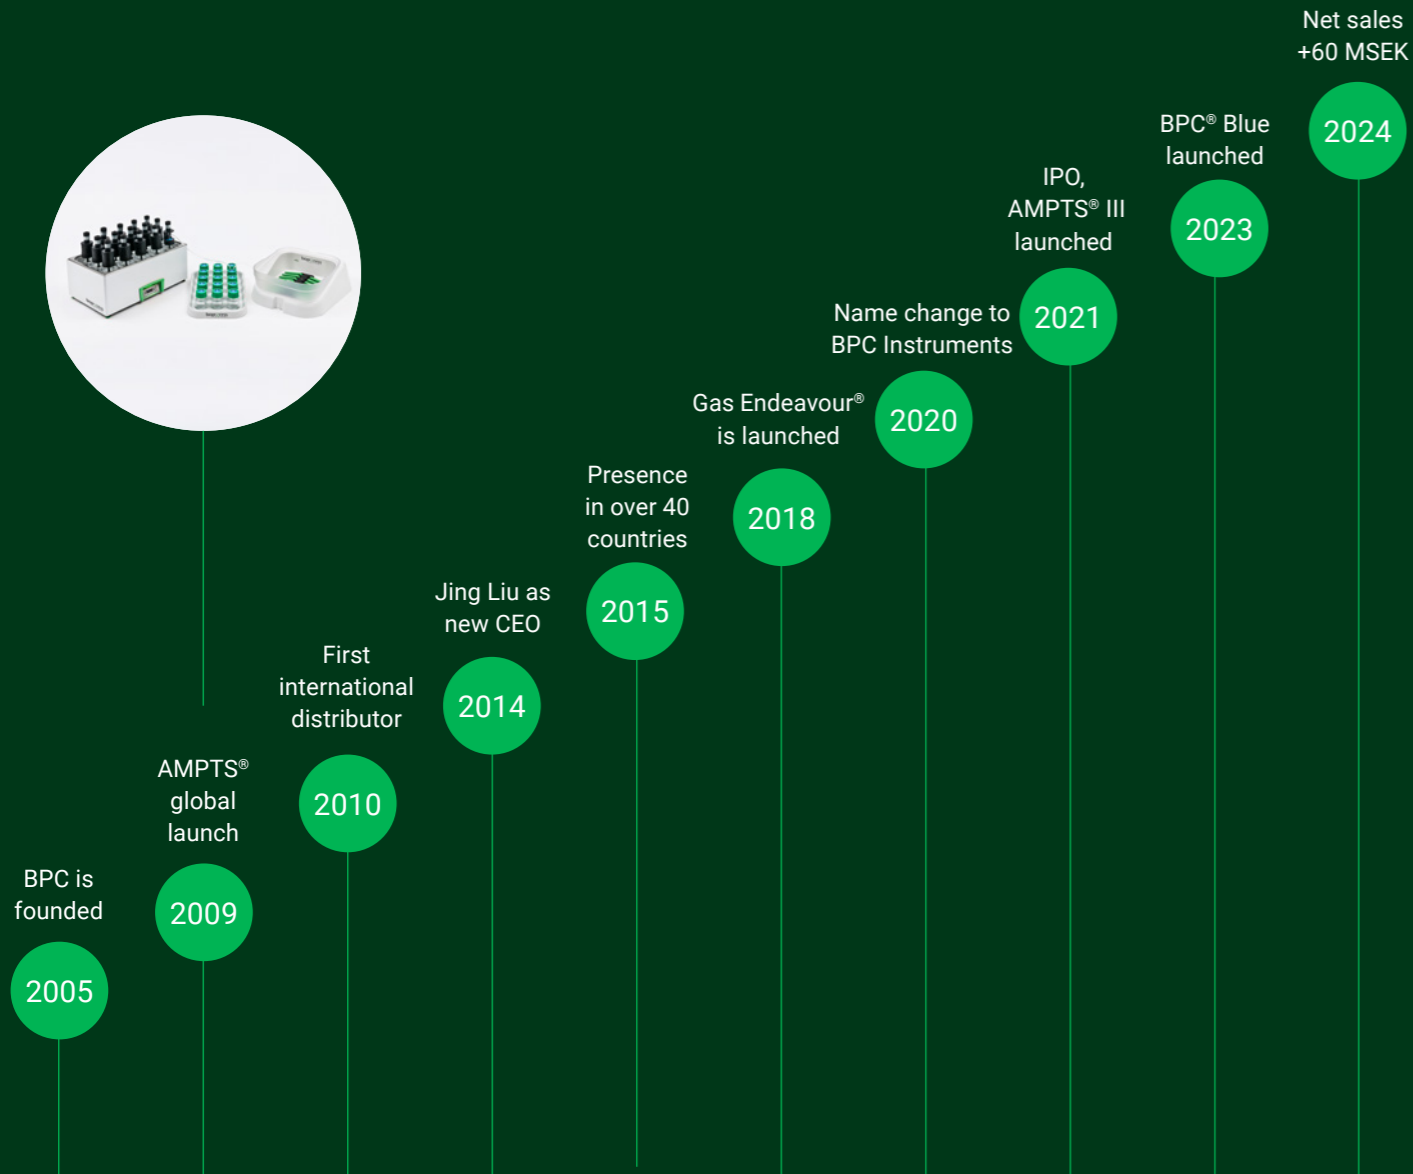 BPC is
founded
2005
AMPTS®
global
launch
2009
First
international
distributor
2010
Jing Liu as
new CEO
2014
Presence
in over 40
countries
2015
Gas Endeavour®
is launched
2018
Name change to
BPC Instruments
2020
IPO,
AMPTS® III
launched
2021
BPC® Blue
launched
2023
Net sales
+60 MSEK
2024